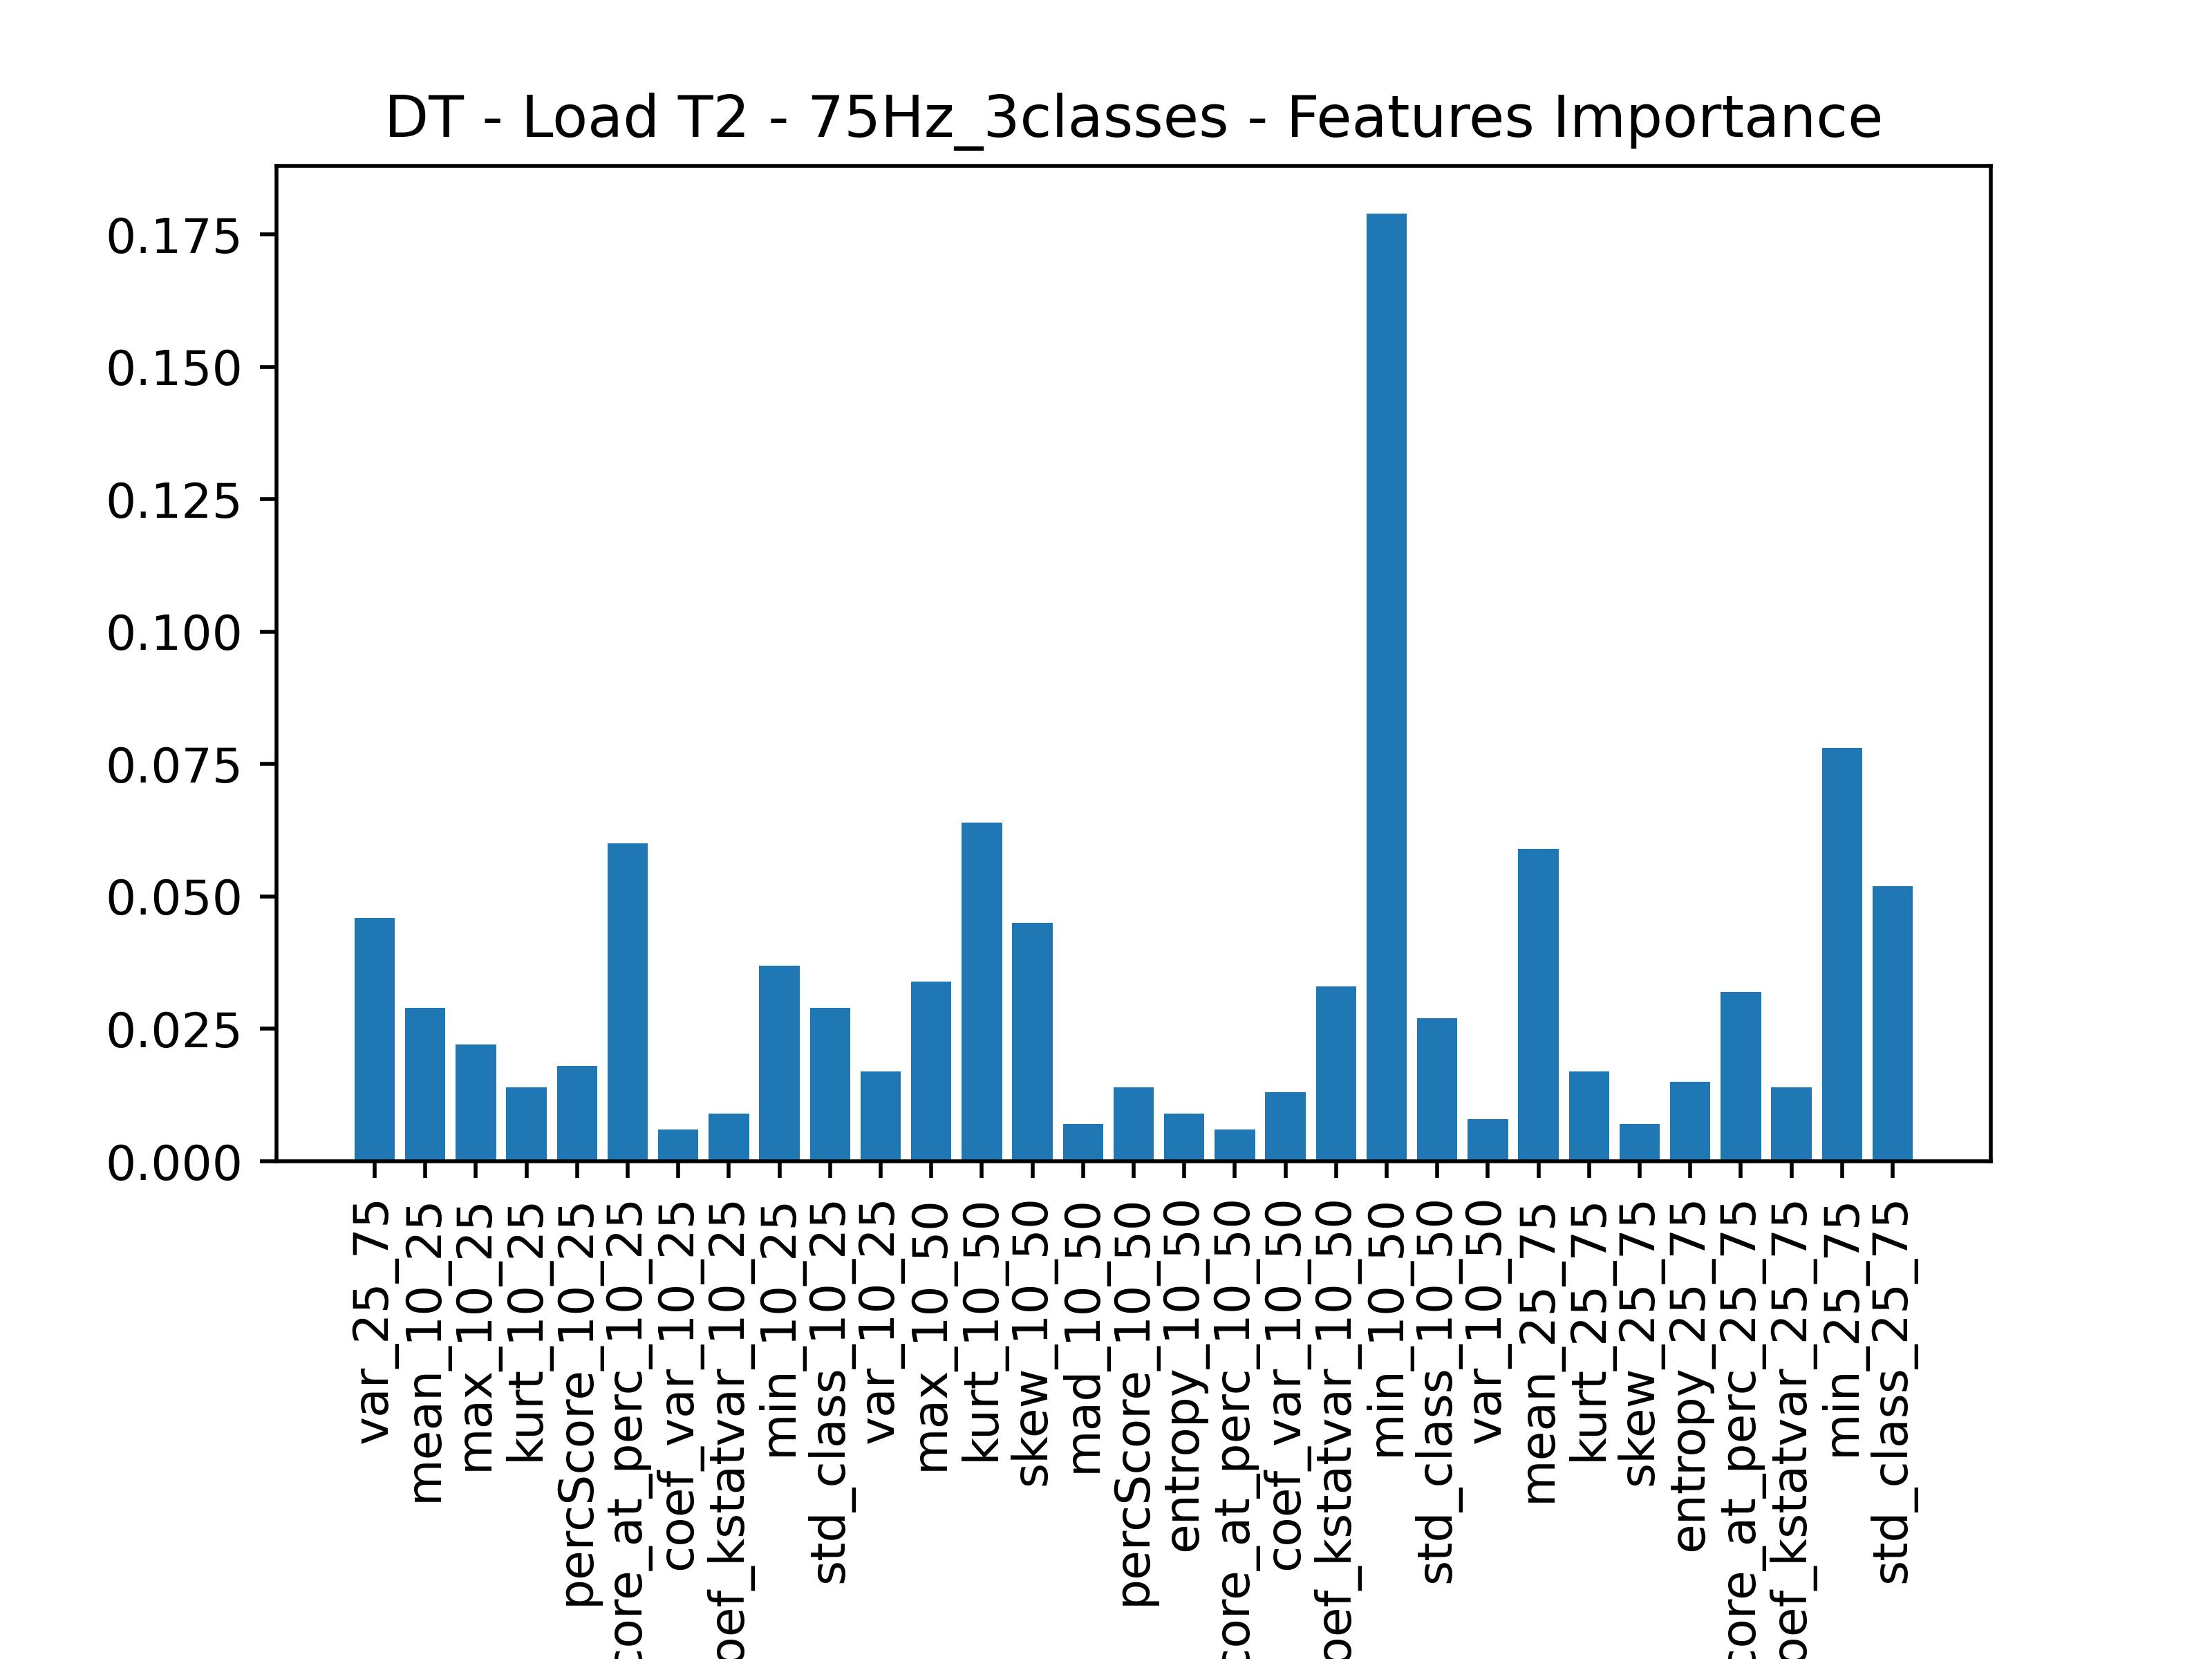 DT - Load T2 - 75Hz_3classes - Features Importance
0.175
0.150
0.125
0.100
0.075
0.050
0.025
0.000
var_25_75
mean_10_25
max_10_25
kurt_10_25
percScore_10_25
core_at_perc_10_25
coef_var_10_25
oef_kstatvar_10_25
min_10_25
std_class_10_25
var_10_25
max_10_50
kurt_10_50
skew_10_50
mad_10_50
percScore_10_50
entropy_10_50
core_at_perc_10_50
coef_var_10_50
oef_kstatvar_10_50
min_10_50
std_class_10_50
var_10_50
mean_25_75
kurt_25_75
skew_25_75
entropy_25_75
core_at_perc_25_75
oef_kstatvar_25_75
min_25_75
std_class_25_75